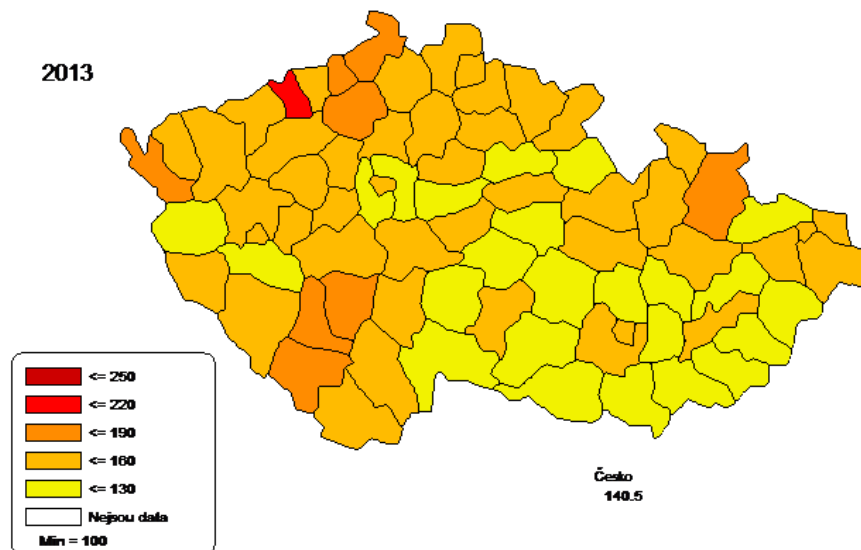 2013
<= 250
<= 220
<= 190
<= 160
<= 130
Nejsou data
Min = 100
Česko
140.5